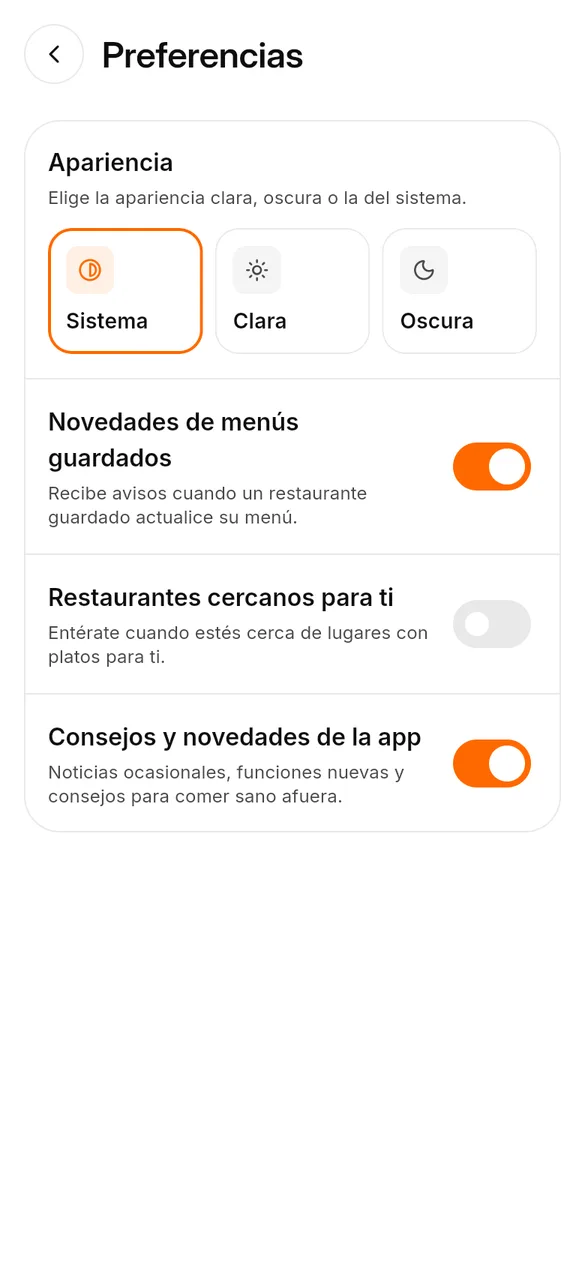 Preferencias
Apariencia
Elige la apariencia clara, oscura o la del sistema.
Sistema
Clara
Oscura
Novedades de menús
guardados
Recibe avisos cuando un restaurante
guardado actualice su menú.
Restaurantes cercanos para ti
Entérate cuando estés cerca de lugares con
platos para ti.
Consejos y novedades de la app
Noticias ocasionales, funciones nuevas y
consejos para comer sano afuera.